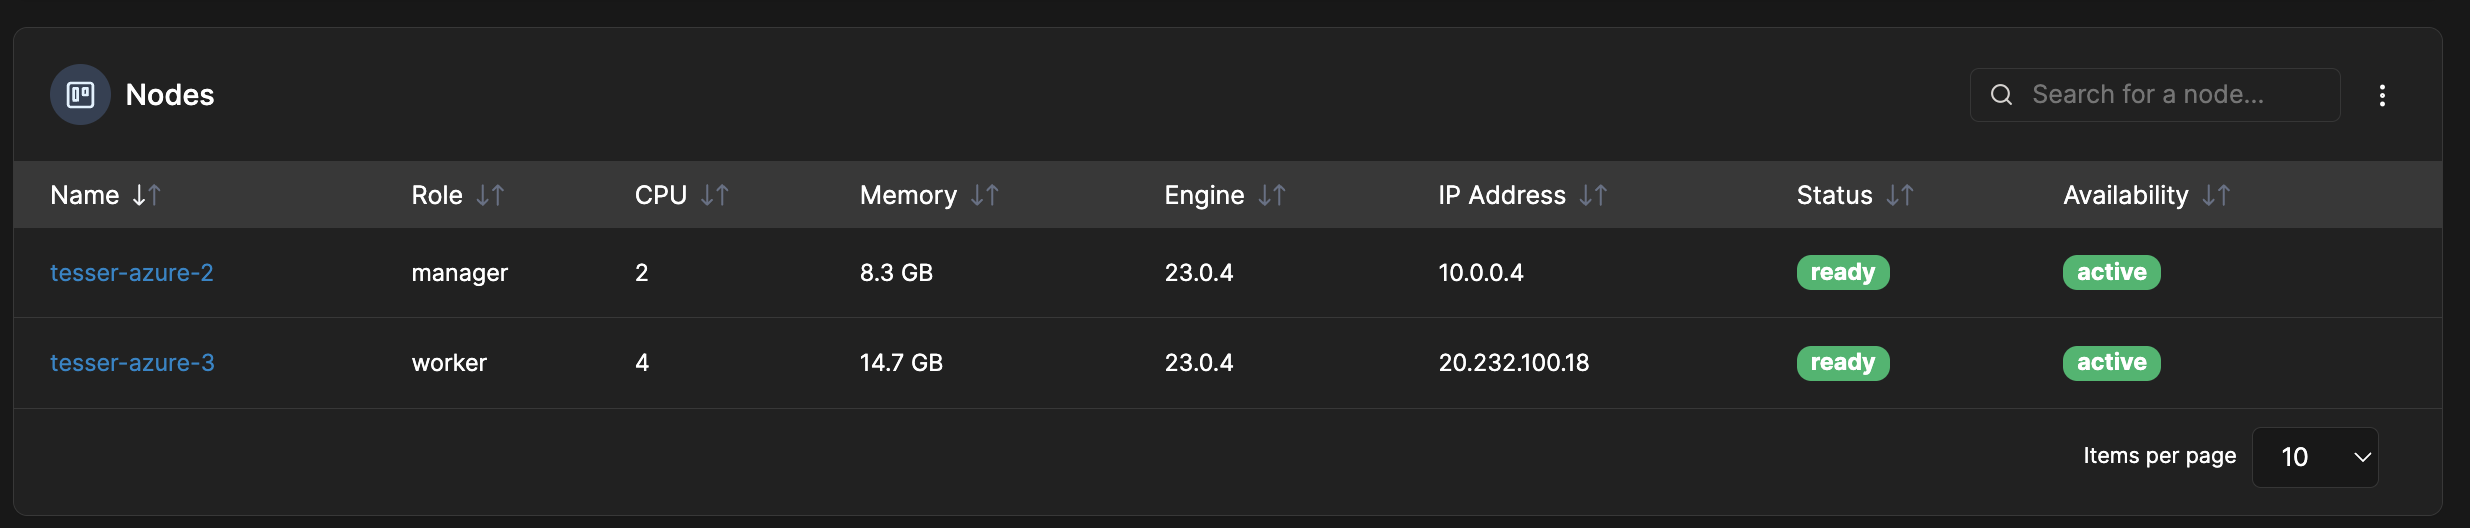 Nodes
Search for a node...
Name Role CPU Memory Engine IP Address Status Availability
tesser-azure-2 manager 2 8.3 GB 23.0.4 10.0.0.4 ready active
tesser-azure-3 worker 4 14.7 GB 23.0.4 20.232.100.18 ready active
Items per page 10